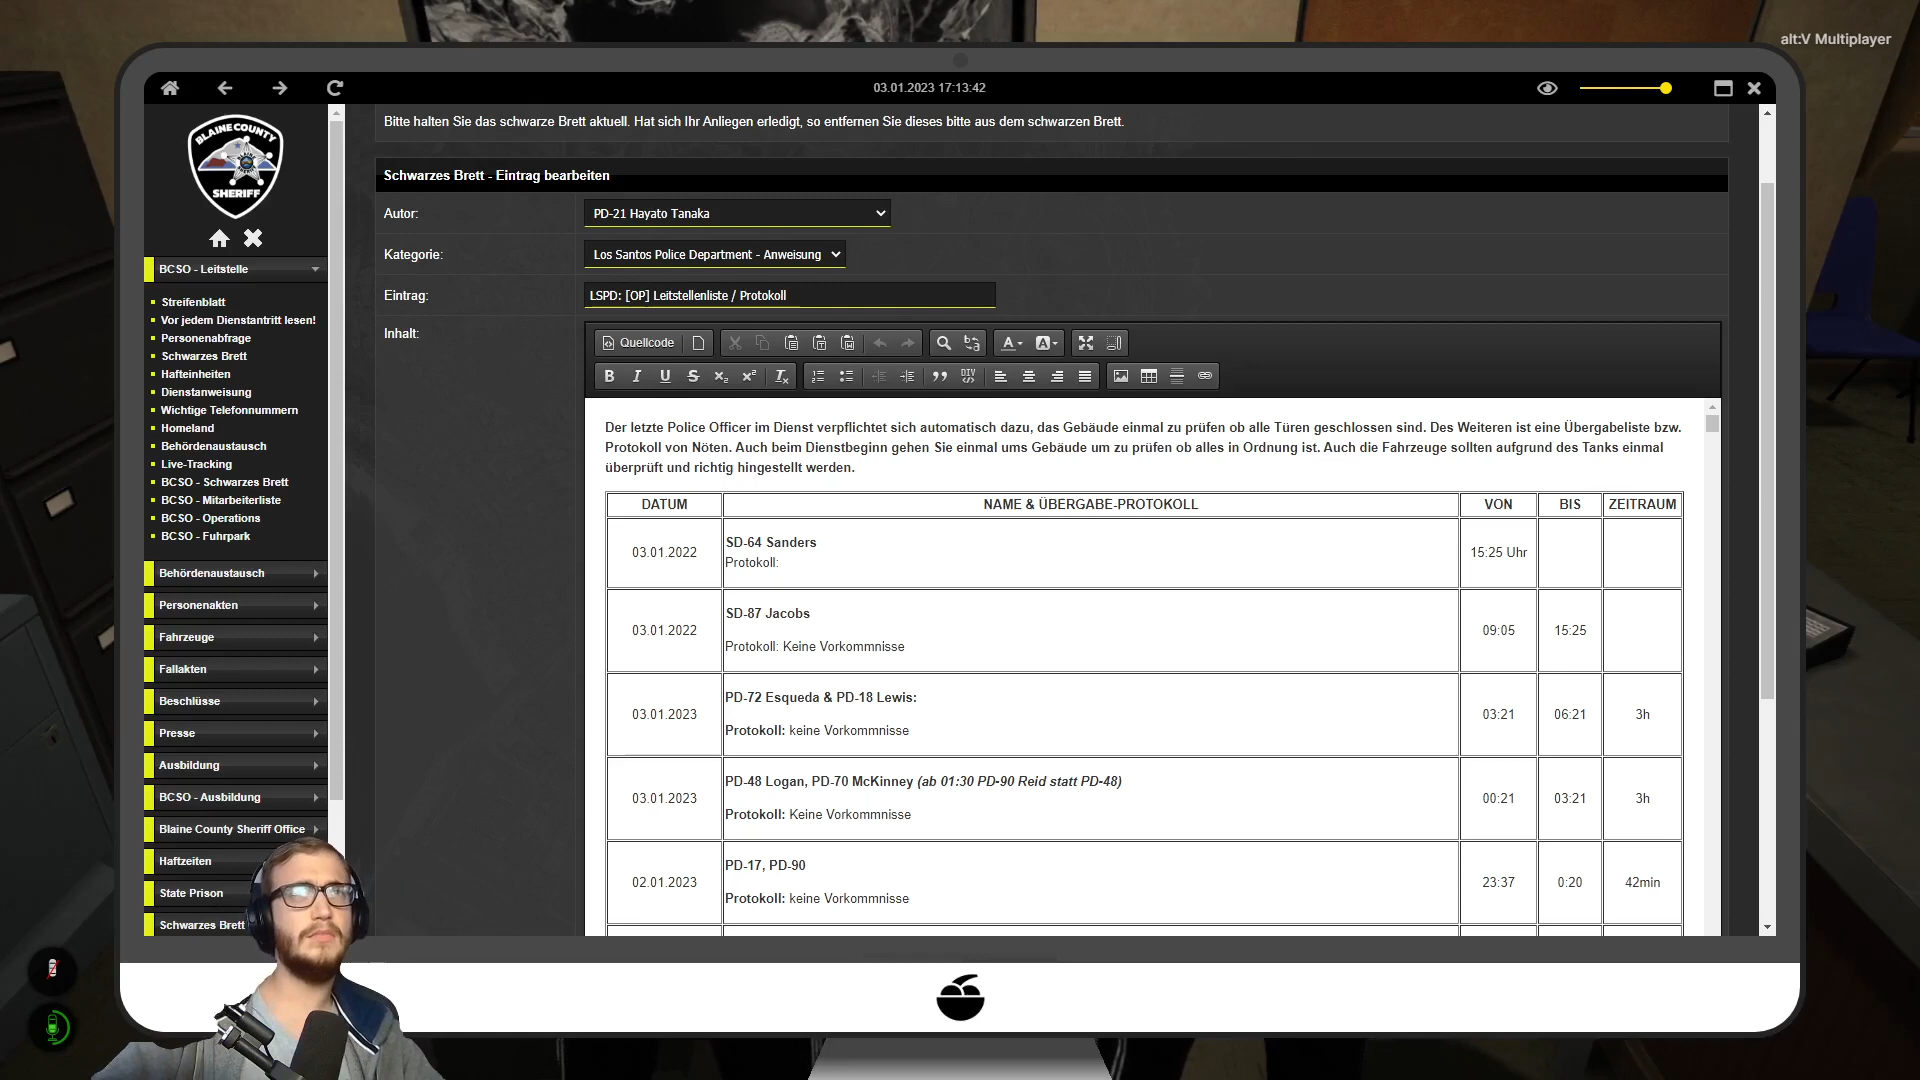 alt:V Multiplayer
03.01.2023 17:13:42
BLAINE COUNTY
SHERIFF
BCSO - Leitstelle
Streifenblatt
Vor jedem Dienstantritt lesen!
Personenabfrage
Schwarzes Brett
Hafteinheiten
Dienstanweisung
Wichtige Telefonnummern
Homeland
Behördenaustausch
Live-Tracking
BCSO - Schwarzes Brett
BCSO - Mitarbeiterliste
BCSO - Operations
BCSO - Fuhrpark
Behördenaustausch
Personenakten
Fahrzeuge
Fallakten
Beschlüsse
Presse
Ausbildung
BCSO - Ausbildung
Blaine County Sheriff Office
Haftzeiten
State Prison
Schwarzes Brett
Bitte halten Sie das schwarze Brett aktuell. Hat sich Ihr Anliegen erledigt, so entfernen Sie dieses bitte aus dem schwarzen Brett.
Schwarzes Brett - Eintrag bearbeiten
Autor: PD-21 Hayato Tanaka
Kategorie: Los Santos Police Department - Anweisung
Eintrag: LSPD: [OP] Leitstellenliste / Protokoll
Inhalt:
Quellcode
Der letzte Police Officer im Dienst verpflichtet sich automatisch dazu, das Gebäude einmal zu prüfen ob alle Türen geschlossen sind. Des Weiteren ist eine Übergabeliste bzw.
Protokoll von Nöten. Auch beim Dienstbeginn gehen Sie einmal ums Gebäude um zu prüfen ob alles in Ordnung ist. Auch die Fahrzeuge sollten aufgrund des Tanks einmal
überprüft und richtig hingestellt werden.
DATUM NAME & ÜBERGABE-PROTOKOLL VON BIS ZEITRAUM
SD-64 Sanders
03.01.2022 15:25 Uhr
Protokoll:
SD-87 Jacobs
03.01.2022 09:05 15:25
Protokoll: Keine Vorkommnisse
PD-72 Esqueda & PD-18 Lewis:
03.01.2023 03:21 06:21 3h
Protokoll: keine Vorkommnisse
PD-48 Logan, PD-70 McKinney (ab 01:30 PD-90 Reid statt PD-48)
03.01.2023 00:21 03:21 3h
Protokoll: Keine Vorkommnisse
PD-17, PD-90
02.01.2023 23:37 0:20 42min
Protokoll: keine Vorkommnisse